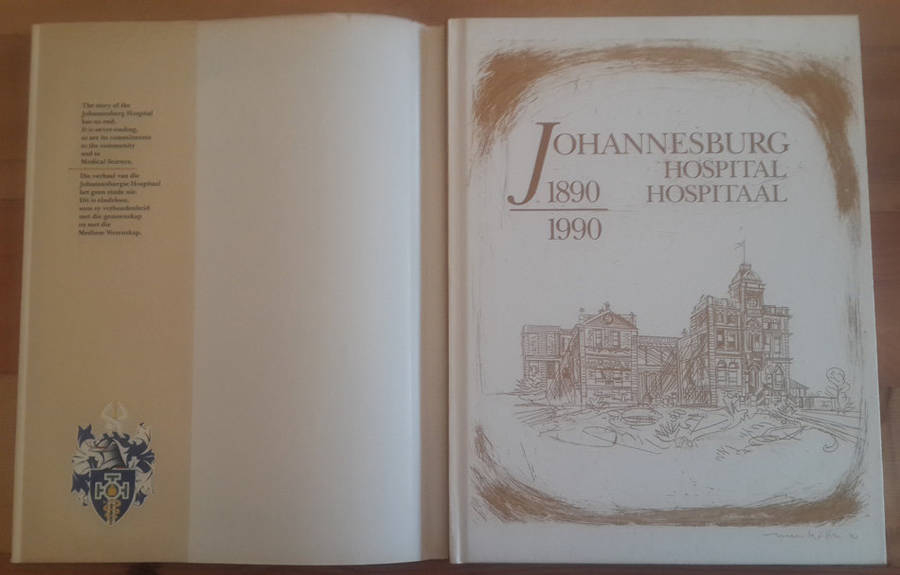 The story of the
Johannesburg Hospital
has no end.
It is never-ending,
as are its commitments
to the community
and to
Medical Science.
Die verhaal van die
Johannesburgse Hospitaal
het geen einde nie.
Dit is eindeloos,
soos sy verbondenheid
met die gemeenskap
en met die
Mediese Wetenskap.
JOHANNESBURG
HOSPITAL
1890 HOSPITAAL
1990